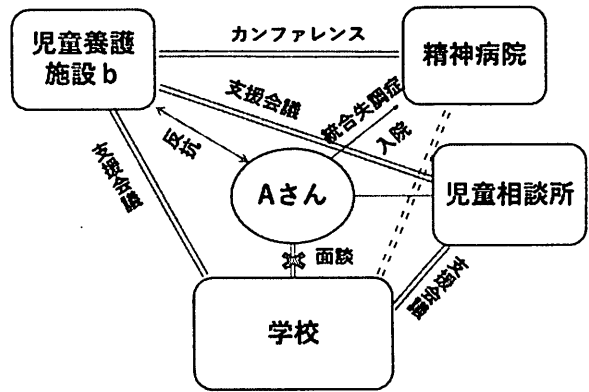 児童養護
施設b
カンファレンス
精神病院
支援会議
統合失調症
入院
反抗
支援会議
Aさん
児童相談所
面談
支援会議
学校